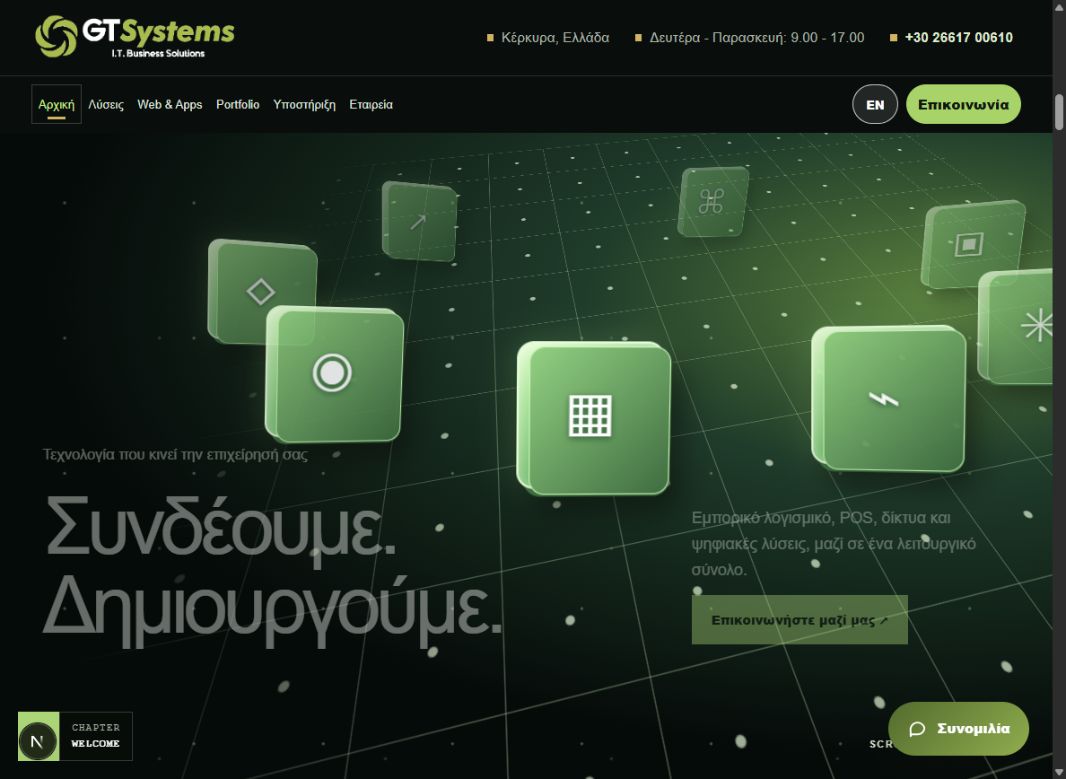 GTSystems
I.T. Business Solutions
Κέρκυρα, Ελλάδα
Δευτέρα - Παρασκευή: 9.00 - 17.00
+30 26617 00610
Αρχική
Λύσεις
Web & Apps
Portfolio
Υποστήριξη
Εταιρεία
EN
Επικοινωνία
Τεχνολογία που κινεί την επιχείρησή σας
Συνδέουμε.
Δημιουργούμε.
Εμπορικό λογισμικό, POS, δίκτυα και
ψηφιακές λύσεις, μαζί σε ένα λειτουργικό
σύνολο.
Επικοινωνήστε μαζί μας ↗
N
CHAPTER
WELCOME
Συνομιλία